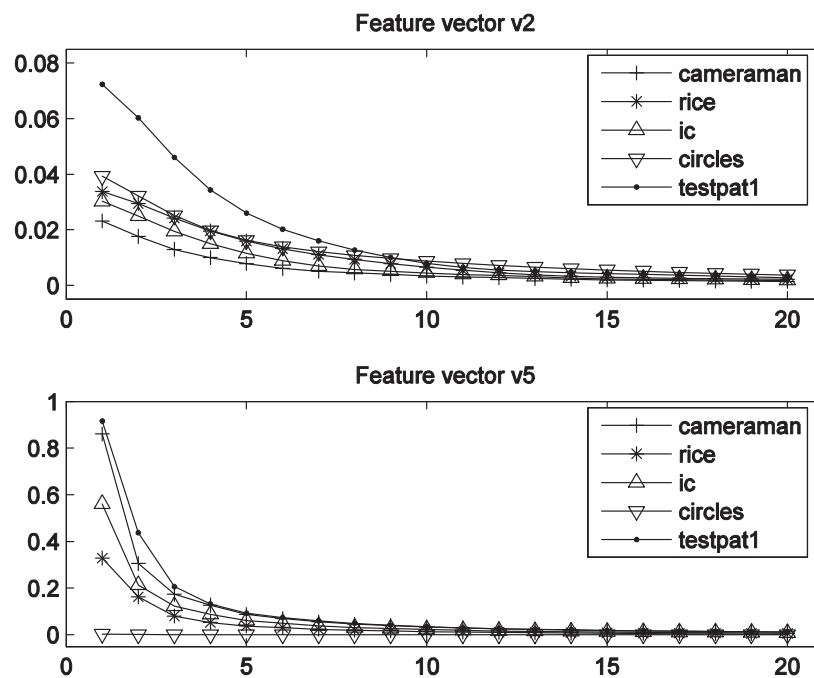 Feature vector v2
0.08
0.06
0.04
0.02
0
0 5 10 15 20
cameraman
rice
ic
circles
testpat1
Feature vector v5
1
0.8
0.6
0.4
0.2
0
0 5 10 15 20
cameraman
rice
ic
circles
testpat1